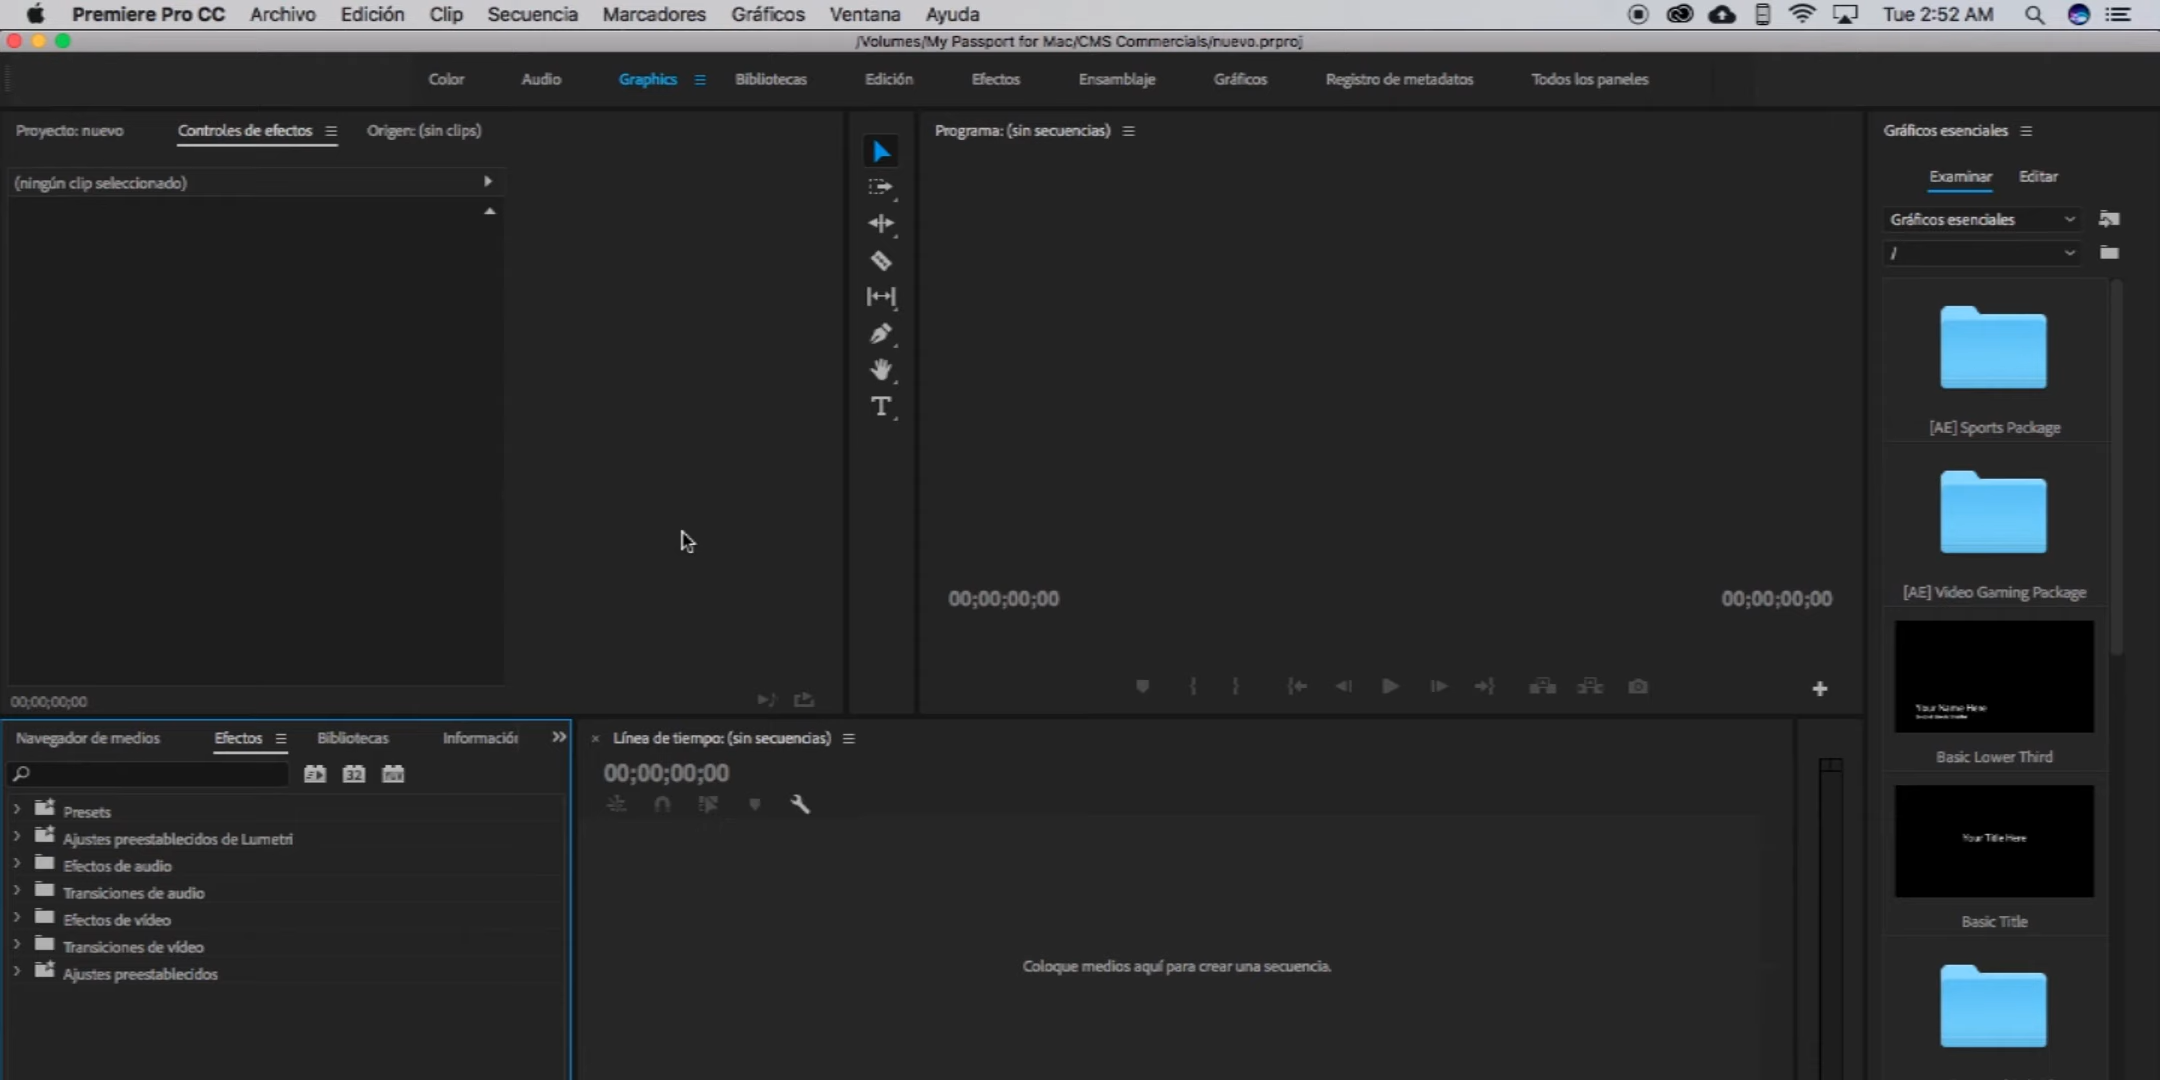 Premiere Pro CC Archivo Edición Clip Secuencia Marcadores Gráficos Ventana Ayuda Tue 2:52 AM
/Volumes/My Passport for Mac/CMS Commercials/nuevo.prproj
Color Audio Graphics Bibliotecas Edición Efectos Ensamblaje Gráficos Registro de metadatos Todos los paneles
Proyecto: nuevo Controles de efectos Origen: (sin clips)
(ningún clip seleccionado)
00;00;00;00
Programa: (sin secuencias)
00;00;00;00 00;00;00;00
Gráficos esenciales
Examinar Editar
Gráficos esenciales
/
[AE] Sports Package
[AE] Video Gaming Package
Your Name Here
Basic Lower Third
Your Title Here
Basic Title
Navegador de medios Efectos Bibliotecas Información
32
Presets
Ajustes preestablecidos de Lumetri
Efectos de audio
Transiciones de audio
Efectos de vídeo
Transiciones de vídeo
Ajustes preestablecidos
Línea de tiempo: (sin secuencias)
00;00;00;00
Coloque medios aquí para crear una secuencia.